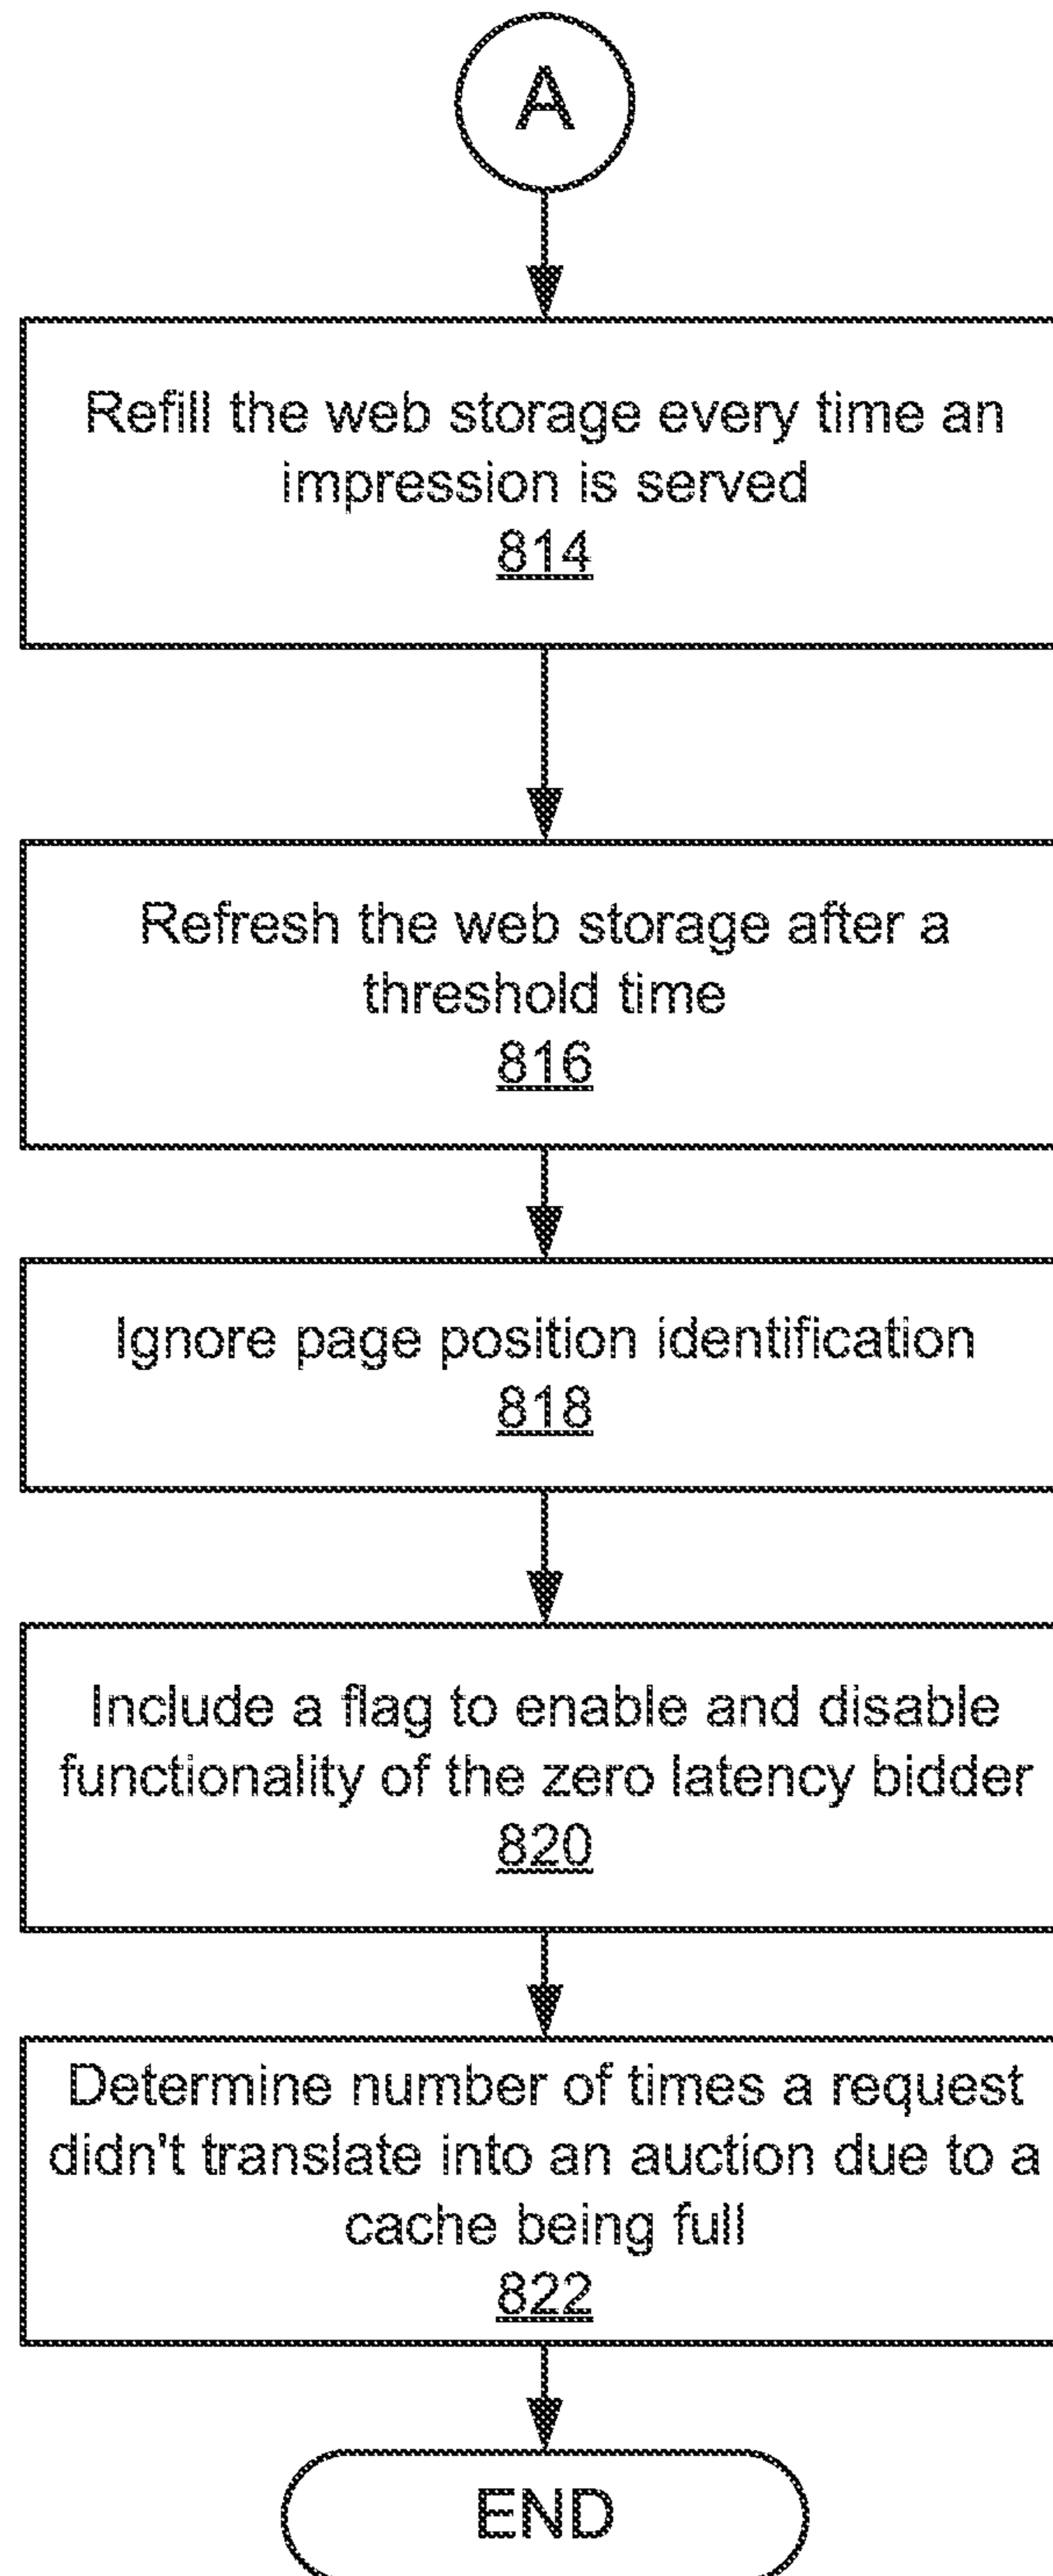 A
Refill the web storage every time an
impression is served
814
Refresh the web storage after a
threshold time
816
Ignore page position identification
818
Include a flag to enable and disable
functionality of the zero latency bidder
820
Determine number of times a request
didn't translate into an auction due to a
cache being full
822
END